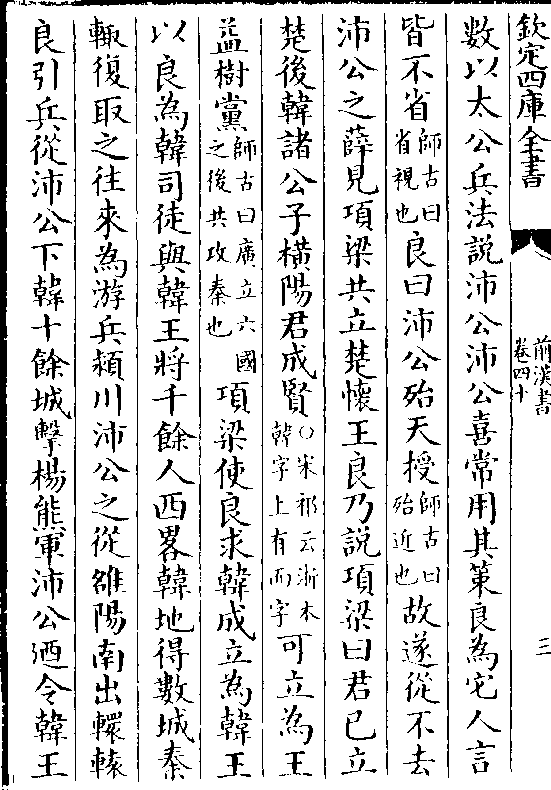 欽定四庫全書
前漢書
卷四十
三
數以太公兵法說沛公沛公喜常用其策良為它人言
皆不省師古曰省視也良曰沛公殆天授師古曰殆近也故遂從不去
沛公之薛見項梁共立楚懷王良乃說項梁曰君已立
楚後韓諸公子橫陽君成賢○宋祁云浙本韓字上有而字可立為王
益樹黨師古曰廣立六國之後共攻秦也項梁使良求韓成立為韓王
以良為韓司徒與韓王將千餘人西畧韓地得數城秦
輙復取之往來為游兵潁川沛公之從雒陽南出轘轅
良引兵從沛公下韓十餘城擊楊熊軍沛公迺令韓王